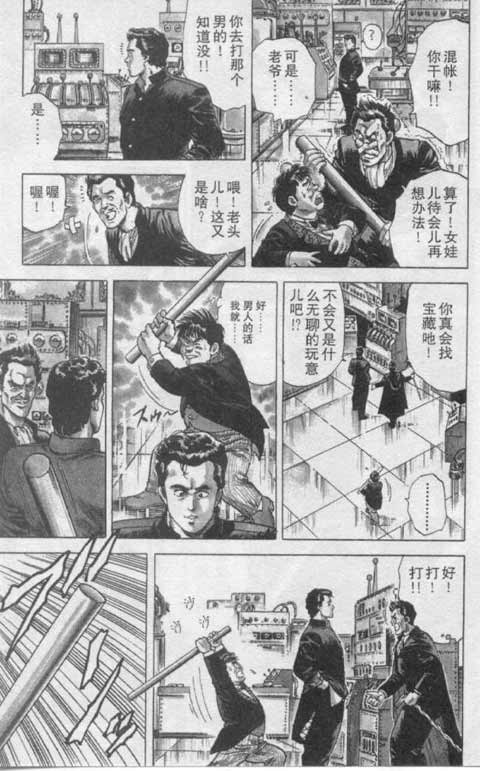 混帐！
你干嘛！！
？
可是……
老爷……
算了！女娃
儿待会儿再
想办法！
你去打那个
男的！
知道没！！
是……
喂！老头
儿！这又
是啥？
喔！
喔！
你真会找
宝藏吔！
不会又是什
么无聊的玩意
儿吧！？
…………
好……
男人的话
我就……
好！
打！
打！！
沙
沙